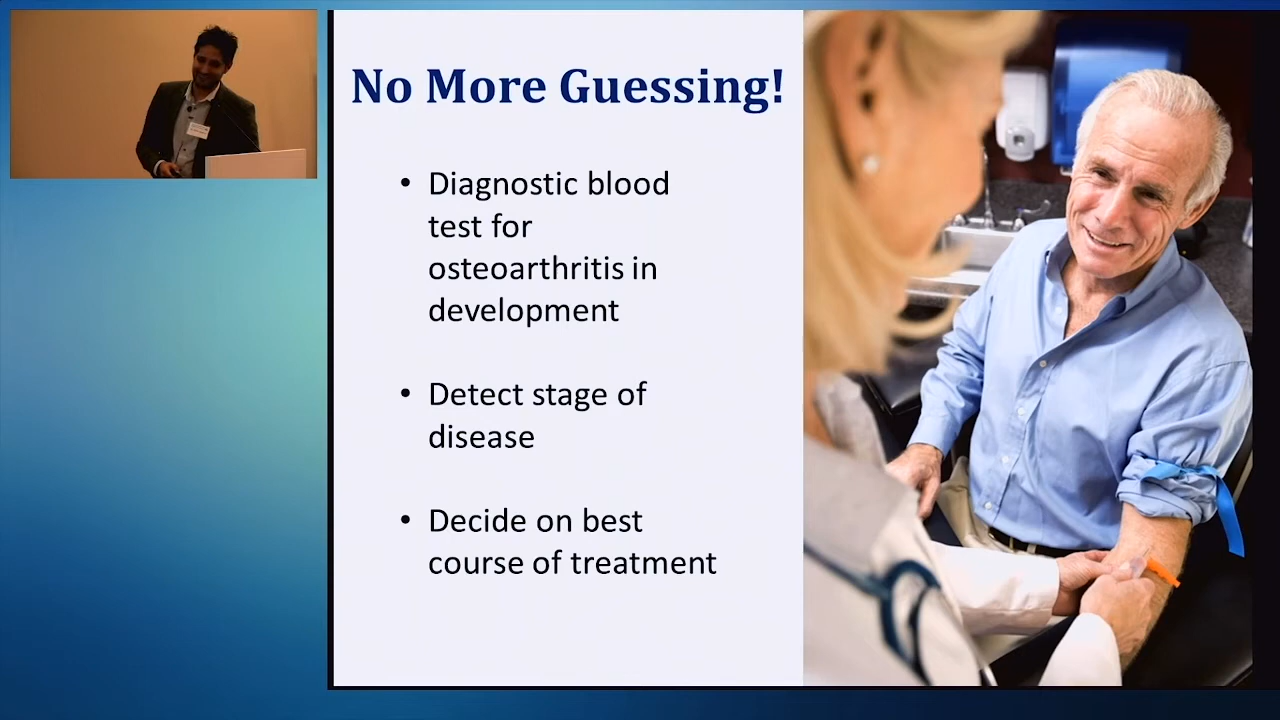 No More Guessing!
• Diagnostic blood
test for
osteoarthritis in
development
• Detect stage of
disease
• Decide on best
course of treatment